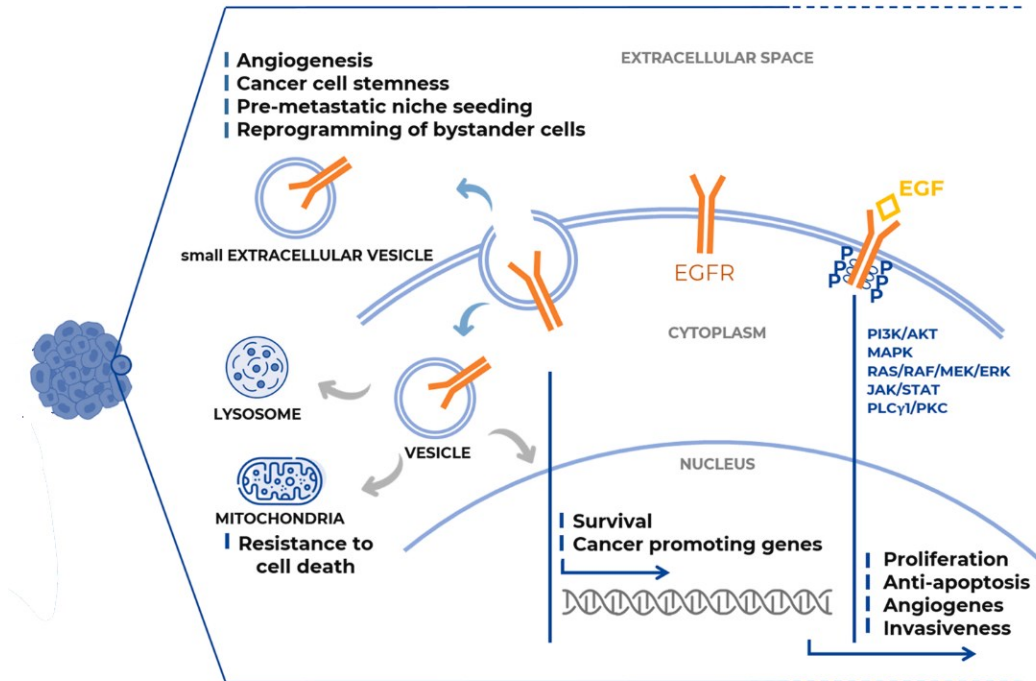 Angiogenesis
Cancer cell stemness
Pre-metastatic niche seeding
Reprogramming of bystander cells
EXTRACELLULAR SPACE
small EXTRACELLULAR VESICLE
EGFR
EGF
P
P
P
P
P
P
CYTOPLASM
PI3K/AKT
MAPK
RAS/RAF/MEK/ERK
JAK/STAT
PLCγ1/PKC
LYSOSOME
VESICLE
NUCLEUS
MITOCHONDRIA
Resistance to
cell death
Survival
Cancer promoting genes
Proliferation
Anti-apoptosis
Angiogenes
Invasiveness